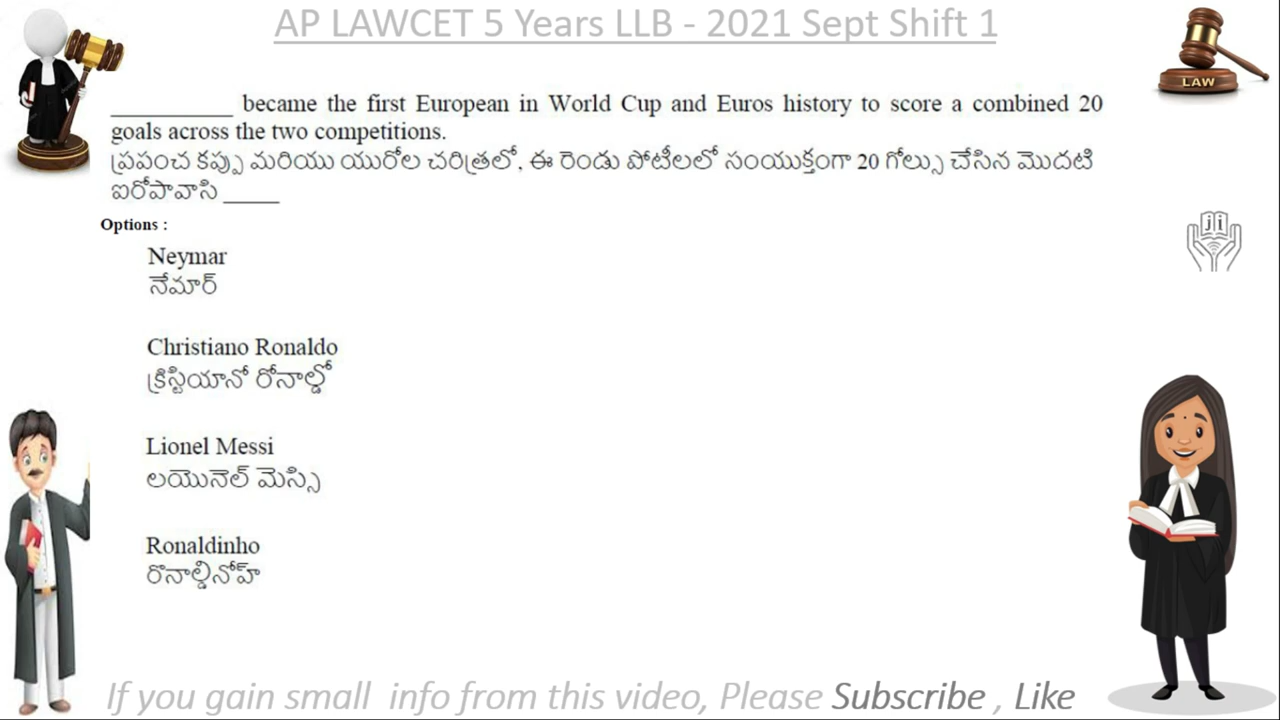 AP LAWCET 5 Years LLB - 2021 Sept Shift 1
LAW
__________ became the first European in World Cup and Euros history to score a combined 20
goals across the two competitions.
ప్రపంచ కప్పు మరియు యురోల చరిత్రలో, ఈ రెండు పోటీలలో సంయుక్తంగా 20 గోల్సు చేసిన మొదటి
ఐరోపావాసి _____
Options :
ji
Neymar
నేమార్
Christiano Ronaldo
క్రిస్టియానో రోనాల్డో
Lionel Messi
లయొనెల్ మెస్సి
Ronaldinho
రొనాల్డినోహ్
If you gain small info from this video, Please Subscribe , Like